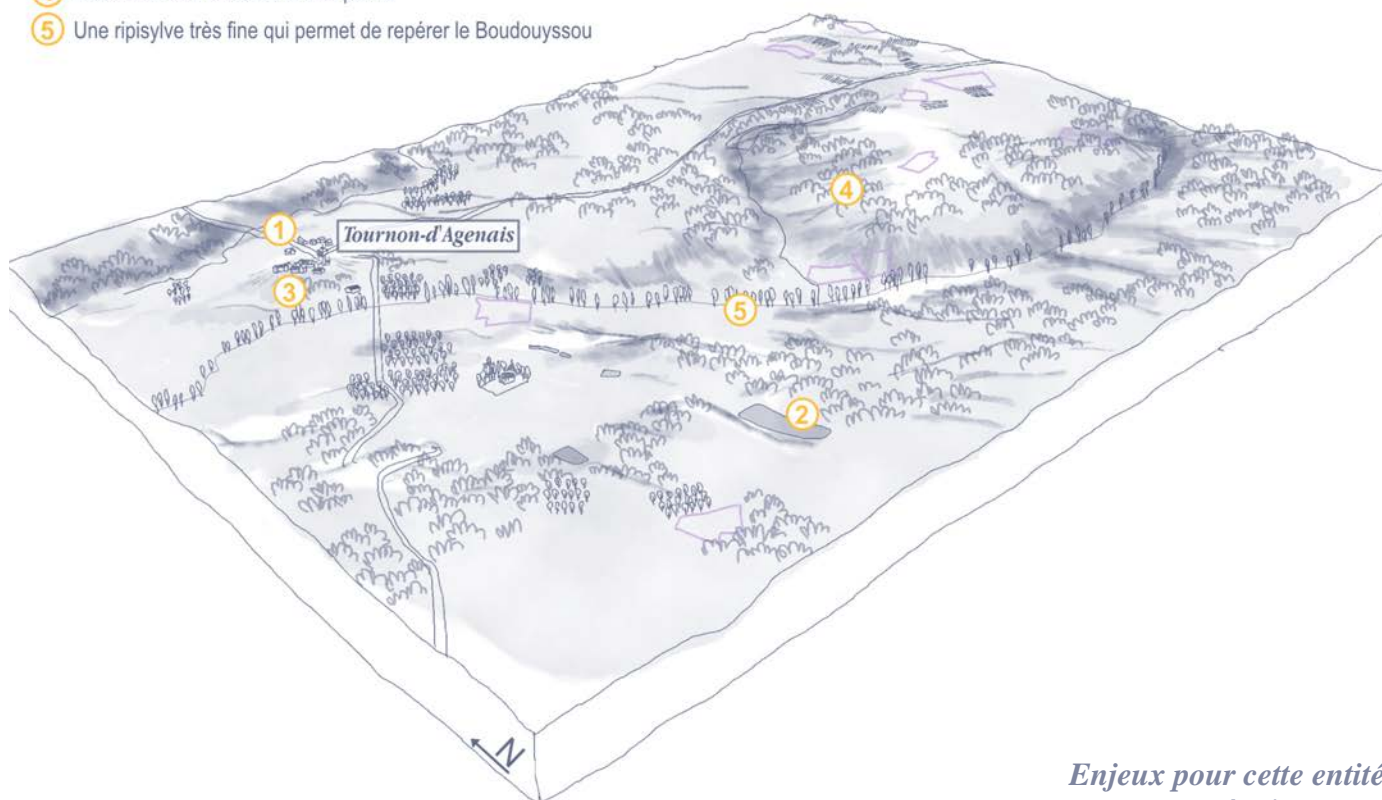 5 Une ripisylve très fine qui permet de repérer le Boudouyssou
1
Tournon-d'Agenais
3
4
5
2
N
Enjeux pour cette entité